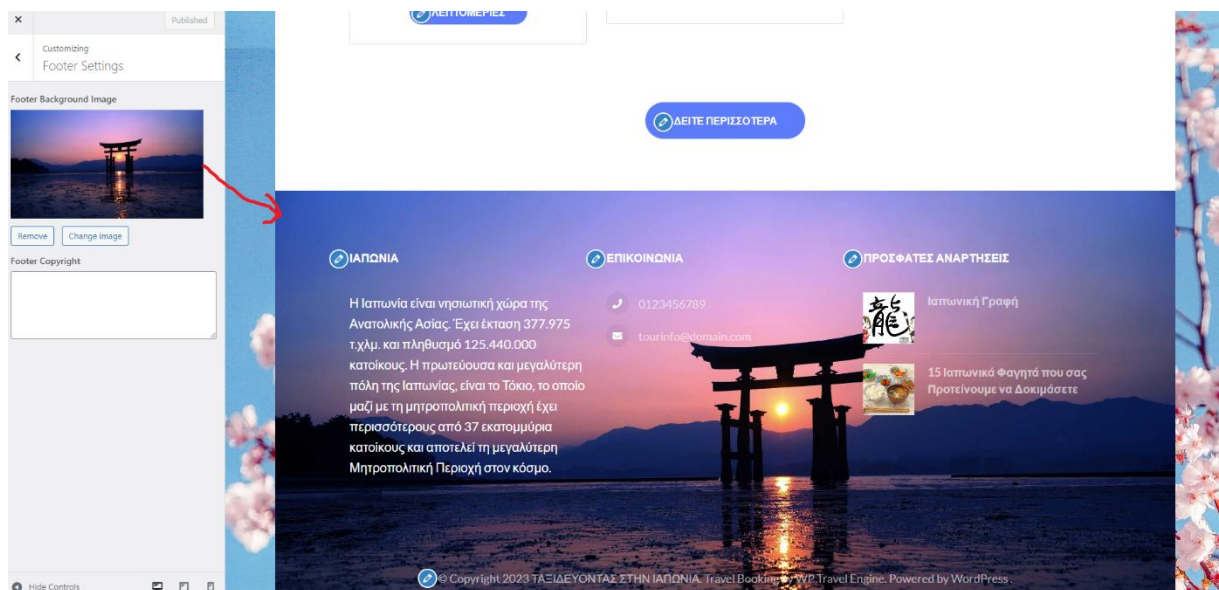 Published
Customizing
Footer Settings
Footer Background Image
Remove
Change image
Footer Copyright
Hide Controls
ΛΕΠΤΟΜΕΡΙΕΣ
ΔΕΙΤΕ ΠΕΡΙΣΣΟΤΕΡΑ
ΙΑΠΩΝΙΑ
Η Ιαπωνία είναι νησιωτική χώρα της
Ανατολικής Ασίας. Έχει έκταση 377.975
τ.χλμ. και πληθυσμό 125.440.000
κατοίκους. Η πρωτεύουσα και μεγαλύτερη
πόλη της Ιαπωνίας, είναι το Τόκιο, το οποίο
μαζί με τη μητροπολιτική περιοχή έχει
περισσότερους από 37 εκατομμύρια
κατοίκους και αποτελεί τη μεγαλύτερη
Μητροπολιτική Περιοχή στον κόσμο.
ΕΠΙΚΟΙΝΩΝΙΑ
0123456789
tourinfo@domain.com
ΠΡΟΣΦΑΤΕΣ ΑΝΑΡΤΗΣΕΙΣ
龍
Ιαπωνική Γραφή
15 Ιαπωνικά Φαγητά που σας
Προτείνουμε να Δοκιμάσετε
© Copyright 2023 ΤΑΞΙΔΕΥΟΝΤΑΣ ΣΤΗΝ ΙΑΠΩΝΙΑ. Travel Booking by WP Travel Engine. Powered by WordPress .